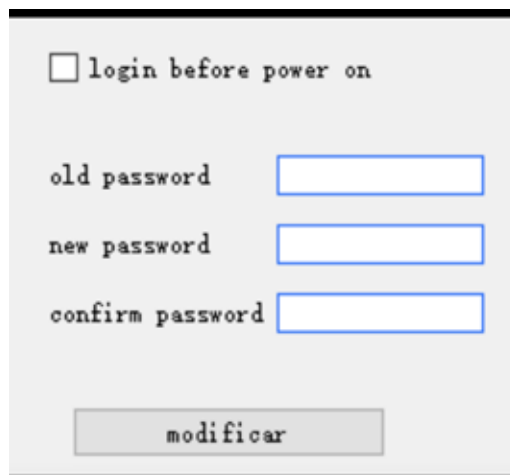 login before power on
old password
new password
confirm password
modificar